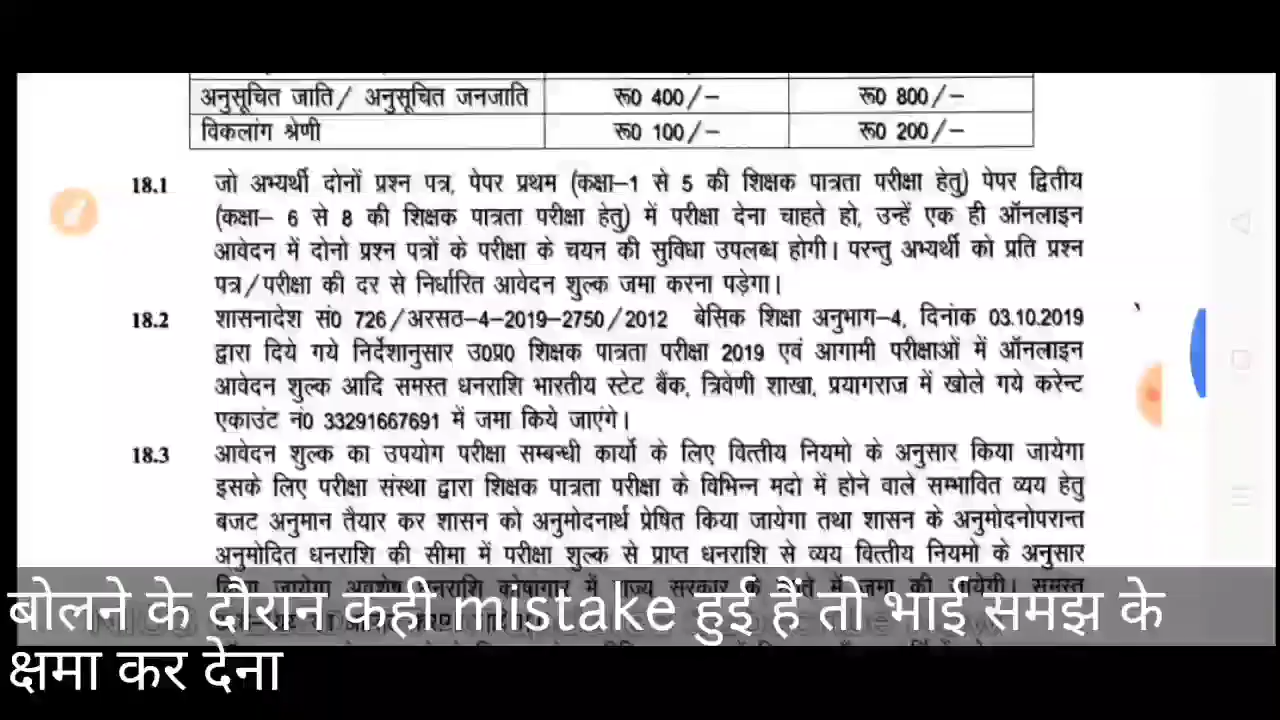 अनुसूचित जाति/ अनुसूचित जनजाति रू0 400/- रू0 800/-
विकलांग श्रेणी रू0 100/- रू0 200/-
18.1 जो अभ्यर्थी दोनों प्रश्न पत्र, पेपर प्रथम (कक्षा-1 से 5 की शिक्षक पात्रता परीक्षा हेतु) पेपर द्वितीय
(कक्षा- 6 से 8 की शिक्षक पात्रता परीक्षा हेतु) में परीक्षा देना चाहते हो, उन्हें एक ही ऑनलाइन
आवेदन में दोनो प्रश्न पत्रों के परीक्षा के चयन की सुविधा उपलब्ध होगी। परन्तु अभ्यर्थी को प्रति प्रश्न
पत्र/परीक्षा की दर से निर्धारित आवेदन शुल्क जमा करना पड़ेगा।
18.2 शासनादेश सं0 726/अरसठ-4-2019-2750/2012 बेसिक शिक्षा अनुभाग-4, दिनांक 03.10.2019
द्वारा दिये गये निर्देशानुसार उ0प्र0 शिक्षक पात्रता परीक्षा 2019 एवं आगामी परीक्षाओं में ऑनलाइन
आवेदन शुल्क आदि समस्त धनराशि भारतीय स्टेट बैंक, त्रिवेणी शाखा, प्रयागराज में खोले गये करेन्ट
एकाउंट नं0 33291667691 में जमा किये जाएंगे।
18.3 आवेदन शुल्क का उपयोग परीक्षा सम्बन्धी कार्यो के लिए वित्तीय नियमो के अनुसार किया जायेगा
इसके लिए परीक्षा संस्था द्वारा शिक्षक पात्रता परीक्षा के विभिन्न मदो में होने वाले सम्भावित व्यय हेतु
बजट अनुमान तैयार कर शासन को अनुमोदनार्थ प्रेषित किया जायेगा तथा शासन के अनुमोदनोपरान्त
अनुमोदित धनराशि की सीमा में परीक्षा शुल्क से प्राप्त धनराशि से व्यय वित्तीय नियमो के अनुसार
जायेगा अवशेष धनराशि कोषागार में राज्य सरकार के में जमा की जायेगी। समस्त
बोलने के दौरान कही mistake हुई हैं तो भाई समझ के
क्षमा कर देना